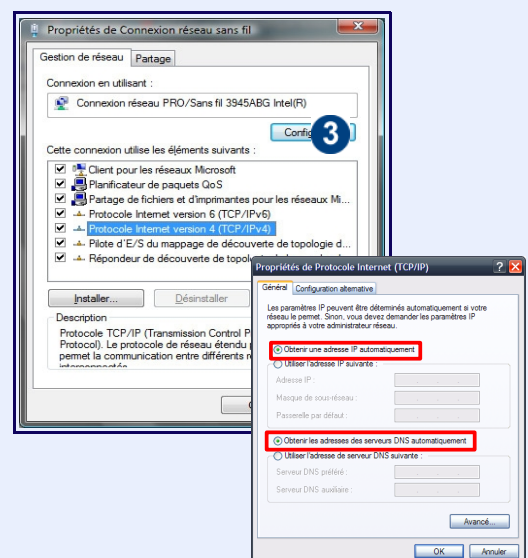 Propriétés de Connexion réseau sans fil
Gestion de réseau
Partage
Connexion en utilisant :
Connexion réseau PRO/Sans fil 3945ABG Intel(R)
3
Cette connexion utilise les éléments suivants :
Client pour les réseaux Microsoft
Planificateur de paquets QoS
Partage de fichiers et d'imprimantes pour les réseaux Mi...
Protocole Internet version 6 (TCP/IPv6)
Protocole Internet version 4 (TCP/IPv4)
Pilote d'E/S du mappage de découverte de topologie d...
Répondeur de découverte de
Installer...
Désinstaller
Description
Protocole TCP/IP (Transmission Control P
Protocol). Le protocole de réseau étendu
permet la communication entre différents
Propriétés de Protocole Internet (TCP/IP)
Général
Configuration alternative
Les paramètres IP peuvent être déterminés automatiquement si votre
réseau le permet. Sinon, vous devez demander les paramètres IP
appropriés à votre administrateur réseau.
Obtenir une adresse IP automatiquement
Utiliser l'adresse IP suivante :
Adresse IP :
Masque de sous-réseau :
Passerelle par défaut :
Obtenir les adresses des serveurs DNS automatiquement
Utiliser l'adresse de serveur DNS suivante :
Serveur DNS préféré :
Serveur DNS auxiliaire :
Avancé...
OK
Annuler